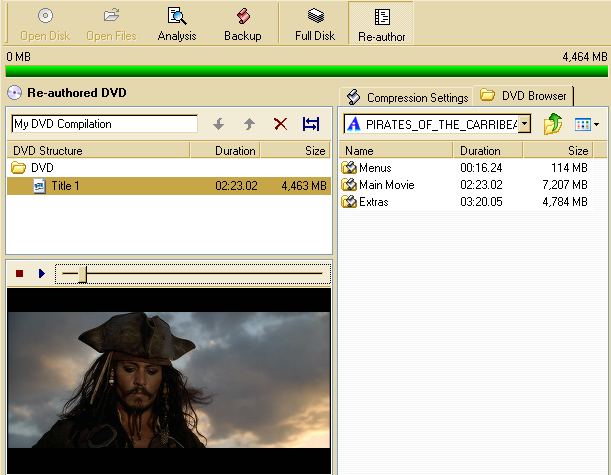 Open Disk Open Files Analysis Backup Full Disk Re-author
0 MB 4,464 MB
Re-authored DVD
Compression Settings DVD Browser
My DVD Compilation
PIRATES_OF_THE_CARRIBEA
DVD Structure Duration Size
DVD
Title 1 02:23.02 4,463 MB
Name Duration Size
Menus 00:16.24 114 MB
Main Movie 02:23.02 7,207 MB
Extras 03:20.05 4,784 MB